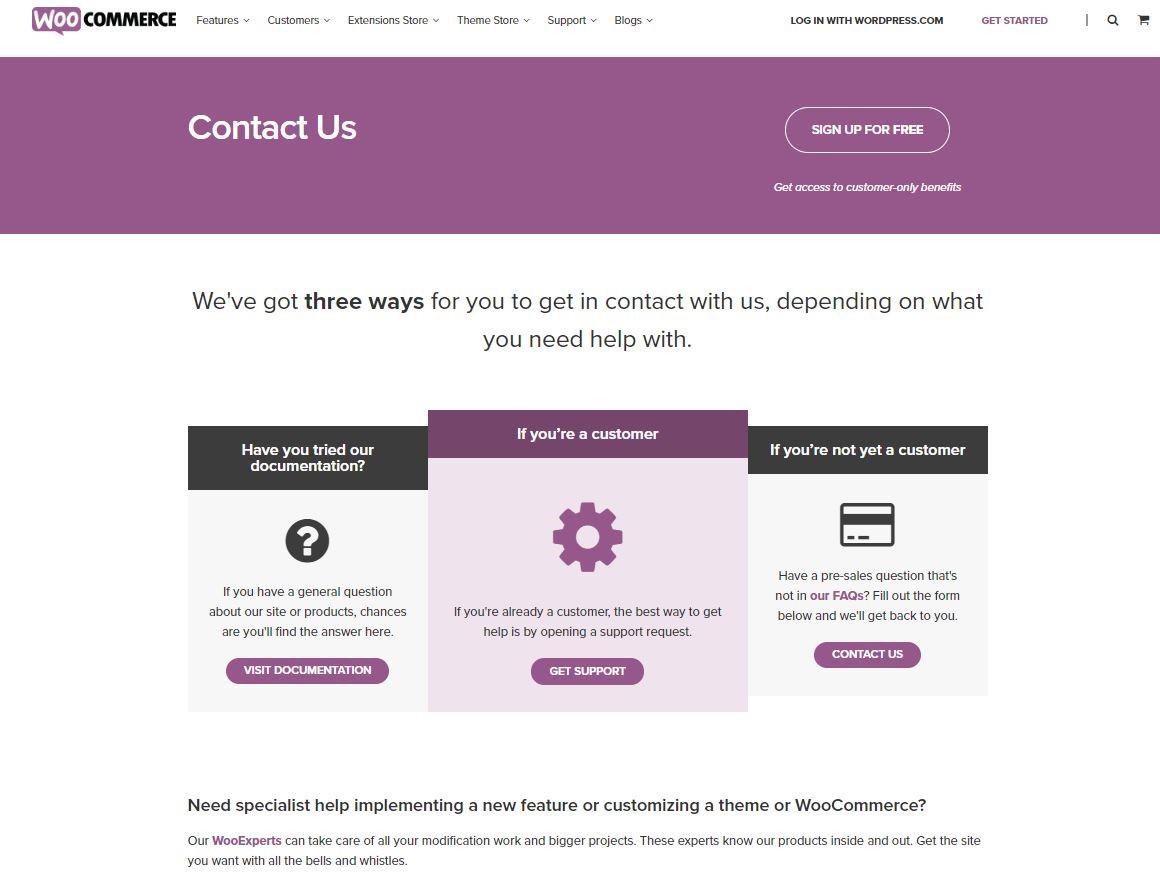 WOO COMMERCE Features Customers Extensions Store Theme Store Support Blogs LOG IN WITH WORDPRESS.COM GET STARTED
Contact Us
SIGN UP FOR FREE
Get access to customer-only benefits
We've got three ways for you to get in contact with us, depending on what
you need help with.
Have you tried our
documentation?
If you have a general question
about our site or products, chances
are you'll find the answer here.
VISIT DOCUMENTATION
If you’re a customer
If you're already a customer, the best way to get
help is by opening a support request.
GET SUPPORT
If you’re not yet a customer
Have a pre-sales question that's
not in our FAQs? Fill out the form
below and we'll get back to you.
CONTACT US
Need specialist help implementing a new feature or customizing a theme or WooCommerce?
Our WooExperts can take care of all your modification work and bigger projects. These experts know our products inside and out. Get the site
you want with all the bells and whistles.